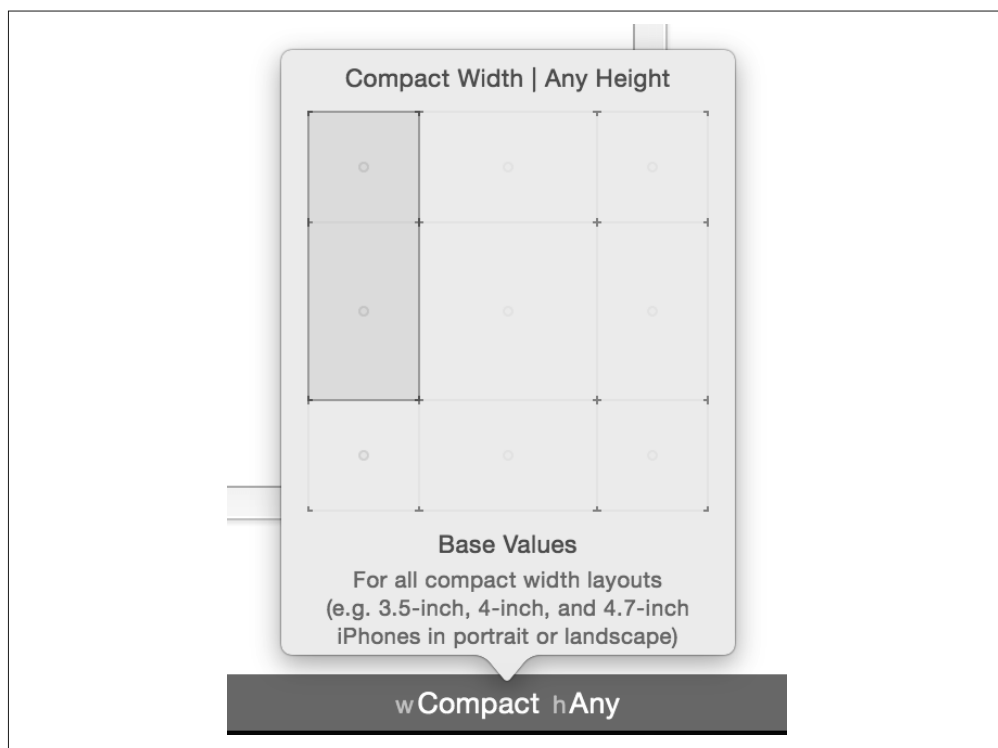 Compact Width | Any Height
Base Values
For all compact width layouts
(e.g. 3.5-inch, 4-inch, and 4.7-inch
iPhones in portrait or landscape)
wCompact hAny